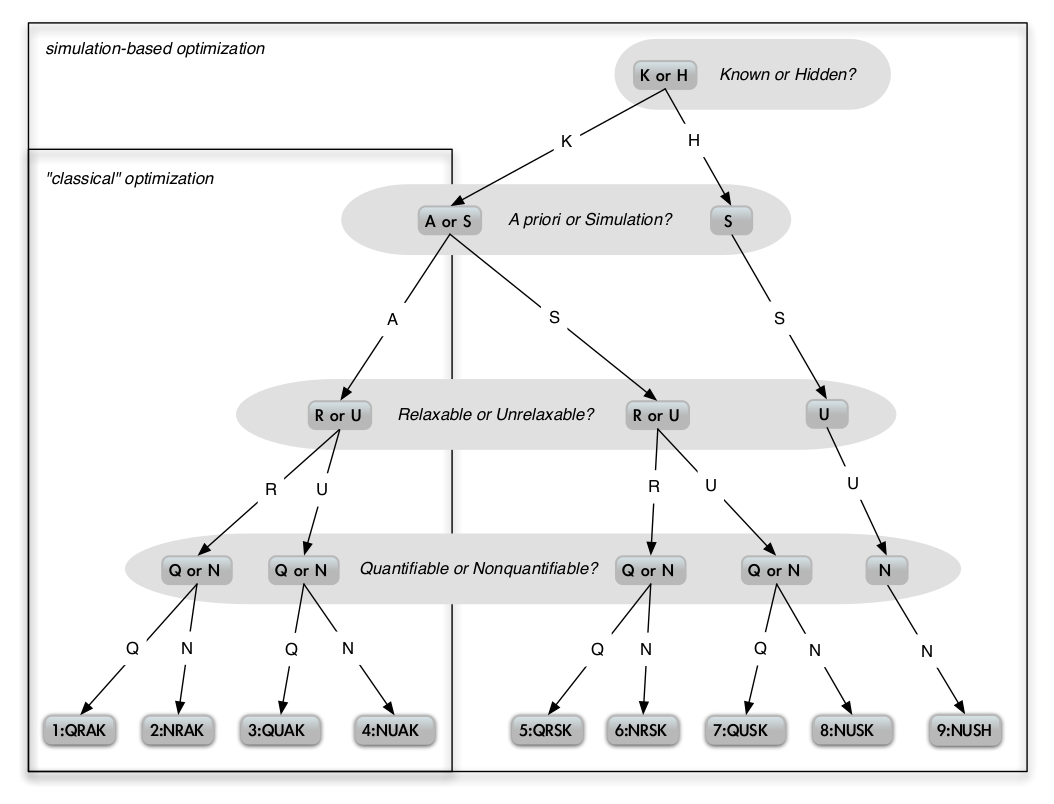 simulation-based optimization
K or H Known or Hidden?
K H
"classical" optimization
A or S A priori or Simulation? S
A S S
R or U Relaxable or Unrelaxable? R or U U
R U R U U
Q or N Q or N Quantifiable or Nonquantifiable? Q or N Q or N N
Q N Q N Q N Q N N
1:QRAK 2:NRAK 3:QUAK 4:NUAK 5:QRSK 6:NRSK 7:QUSK 8:NUSK 9:NUSH